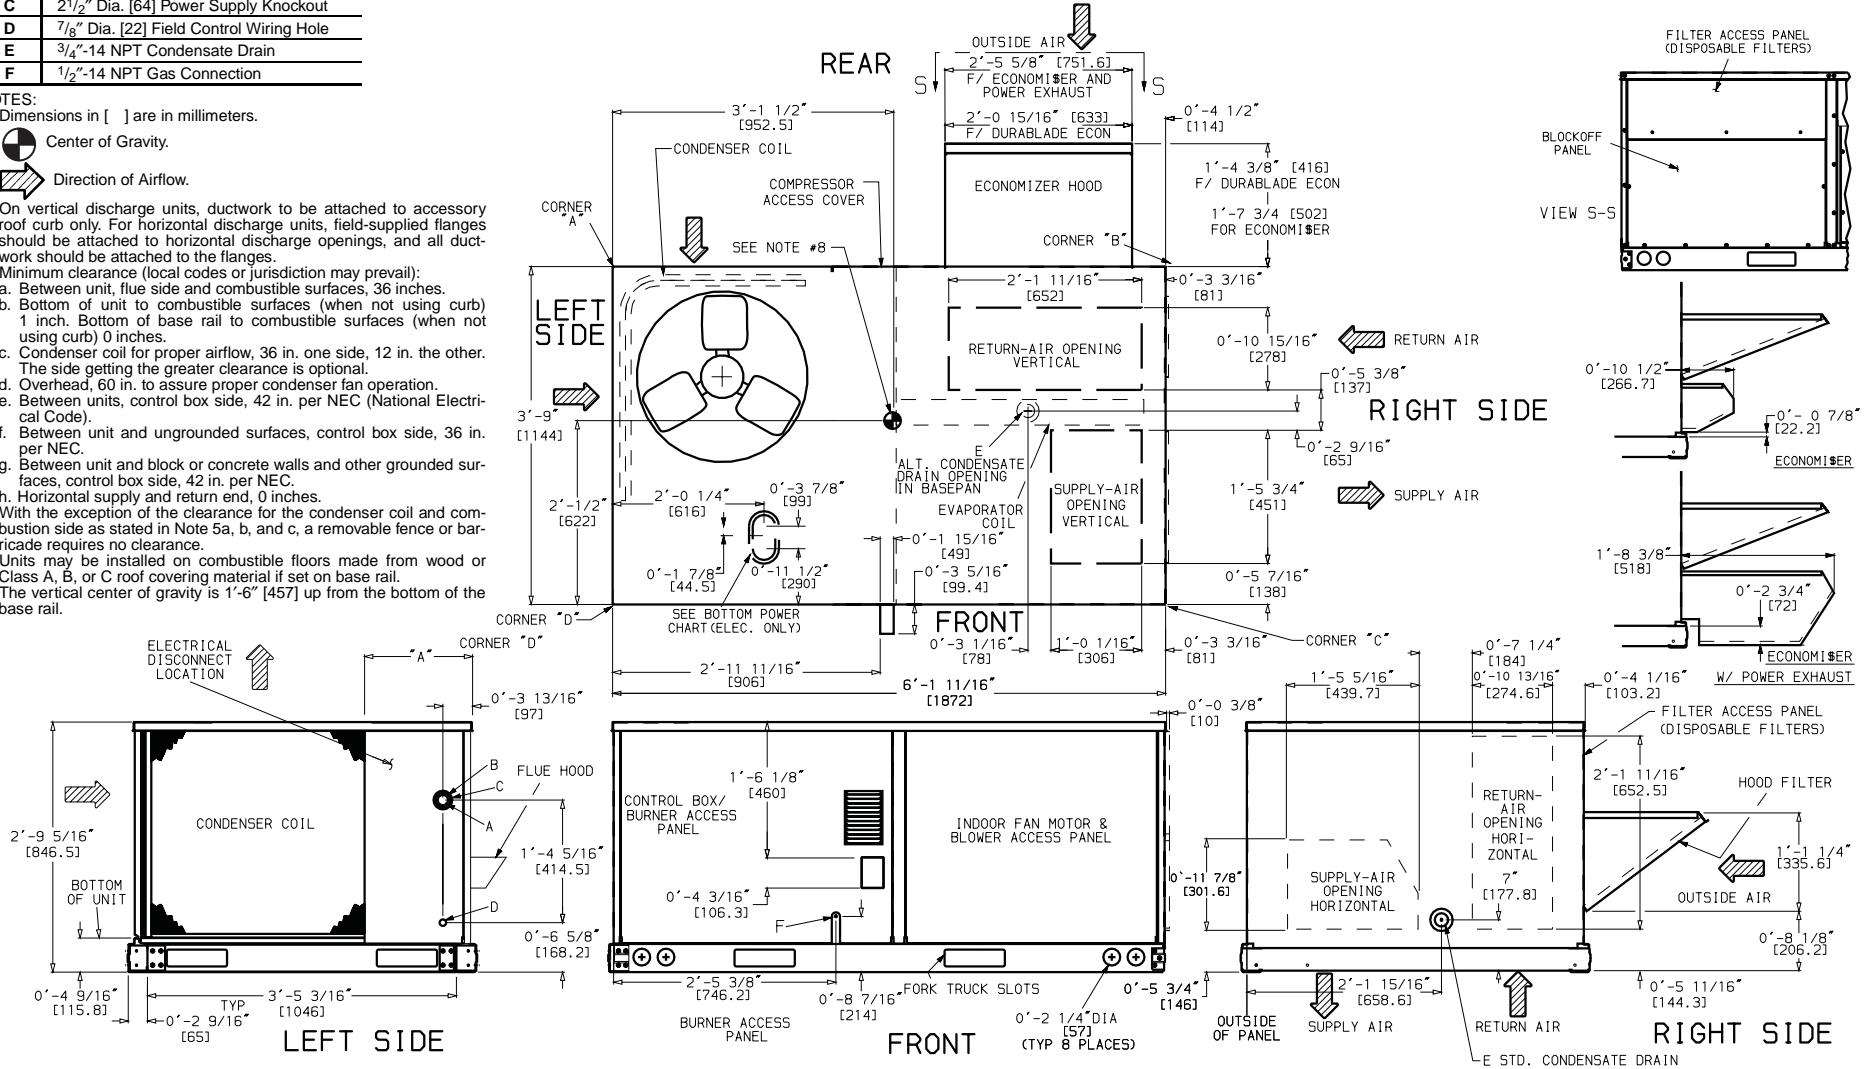 C 2 1/2″ Dia. [64] Power Supply Knockout
D 7/8″ Dia. [22] Field Control Wiring Hole
E 3/4″-14 NPT Condensate Drain
F 1/2″-14 NPT Gas Connection
OTES:
Dimensions in [ ] are in millimeters.
Center of Gravity.
Direction of Airflow.
On vertical discharge units, ductwork to be attached to accessory
roof curb only. For horizontal discharge units, field-supplied flanges
should be attached to horizontal discharge openings, and all duct-
work should be attached to the flanges.
Minimum clearance (local codes or jurisdiction may prevail):
a. Between unit, flue side and combustible surfaces, 36 inches.
b. Bottom of unit to combustible surfaces (when not using curb)
1 inch. Bottom of base rail to combustible surfaces (when not
using curb) 0 inches.
c. Condenser coil for proper airflow, 36 in. one side, 12 in. the other.
The side getting the greater clearance is optional.
d. Overhead, 60 in. to assure proper condenser fan operation.
e. Between units, control box side, 42 in. per NEC (National Electri-
cal Code).
f. Between unit and ungrounded surfaces, control box side, 36 in.
per NEC.
g. Between unit and block or concrete walls and other grounded sur-
faces, control box side, 42 in. per NEC.
h. Horizontal supply and return end, 0 inches.
With the exception of the clearance for the condenser coil and com-
bustion side as stated in Note 5a, b, and c, a removable fence or bar-
ricade requires no clearance.
Units may be installed on combustible floors made from wood or
Class A, B, or C roof covering material if set on base rail.
The vertical center of gravity is 1′-6″ [457] up from the bottom of the
base rail.
REAR
OUTSIDE AIR
2'-5 5/8" [751.6]
F/ ECONOMI$ER AND
POWER EXHAUST
S
S
2'-0 15/16" [633]
F/ DURABLADE ECON
3'-1 1/2"
[952.5]
0'-4 1/2"
[114]
CONDENSER COIL
COMPRESSOR
ACCESS COVER
ECONOMIZER HOOD
1'-4 3/8" [416]
F/ DURABLADE ECON
1'-7 3/4 [502]
FOR ECONOMI$ER
CORNER
"A"
SEE NOTE #8
CORNER "B"
LEFT
SIDE
2'-1 11/16"
[652]
0'-3 3/16"
[81]
RETURN-AIR OPENING
VERTICAL
0'-10 15/16"
[278]
RETURN AIR
0'-5 3/8"
[137]
RIGHT SIDE
3'-9"
[1144]
0'-2 9/16"
[65]
E
ALT. CONDENSATE
DRAIN OPENING
IN BASEPAN
EVAPORATOR
COIL
SUPPLY-AIR
OPENING
VERTICAL
1'-5 3/4"
[451]
SUPPLY AIR
2'-1/2"
[622]
2'-0 1/4"
[616]
0'-3 7/8"
[99]
0'-1 15/16"
[49]
0'-1 7/8"
[44.5]
0'-11 1/2"
[290]
0'-3 5/16"
[99.4]
0'-5 7/16"
[138]
CORNER "D"
SEE BOTTOM POWER
CHART(ELEC. ONLY)
FRONT
CORNER "C"
0'-3 1/16"
[78]
1'-0 1/16"
[306]
0'-3 3/16"
[81]
2'-11 11/16"
[906]
6'-1 11/16"
[1872]
FILTER ACCESS PANEL
(DISPOSABLE FILTERS)
BLOCKOFF
PANEL
VIEW S-S
0'-10 1/2"
[266.7]
0'- 0 7/8"
[22.2]
ECONOMI$ER
1'-8 3/8"
[518]
0'-2 3/4"
[72]
ECONOMI$ER
W/ POWER EXHAUST
ELECTRICAL
DISCONNECT
LOCATION
CORNER "D"
"A"
0'-3 13/16"
[97]
B
C
A
FLUE HOOD
CONDENSER COIL
2'-9 5/16"
[846.5]
1'-4 5/16"
[414.5]
BOTTOM
OF UNIT
D
0'-6 5/8"
[168.2]
0'-4 9/16"
[115.8]
TYP
3'-5 3/16"
[1046]
0'-2 9/16"
[65]
LEFT SIDE
0'-0 3/8"
[10]
1'-6 1/8"
[460]
CONTROL BOX/
BURNER ACCESS
PANEL
INDOOR FAN MOTOR &
BLOWER ACCESS PANEL
0'-4 3/16"
[106.3]
F
2'-5 3/8"
[746.2]
0'-8 7/16"
[214]
FORK TRUCK SLOTS
BURNER ACCESS
PANEL
FRONT
0'-2 1/4"DIA
[57]
(TYP 8 PLACES)
0'-5 3/4"
[146]
1'-5 5/16"
[439.7]
0'-7 1/4"
[184]
0'-10 13/16"
[274.6]
0'-4 1/16"
[103.2]
FILTER ACCESS PANEL
(DISPOSABLE FILTERS)
2'-1 11/16"
[652.5]
HOOD FILTER
RETURN-
AIR
OPENING
HORI-
ZONTAL
1'-1 1/4"
[335.6]
0'-11 7/8"
[301.6]
SUPPLY-AIR
OPENING
HORIZONTAL
7"
[177.8]
OUTSIDE AIR
0'-8 1/8"
[206.2]
2'-1 15/16"
[658.6]
0'-5 11/16"
[144.3]
OUTSIDE
OF PANEL
SUPPLY AIR
RETURN AIR
RIGHT SIDE
E STD. CONDENSATE DRAIN